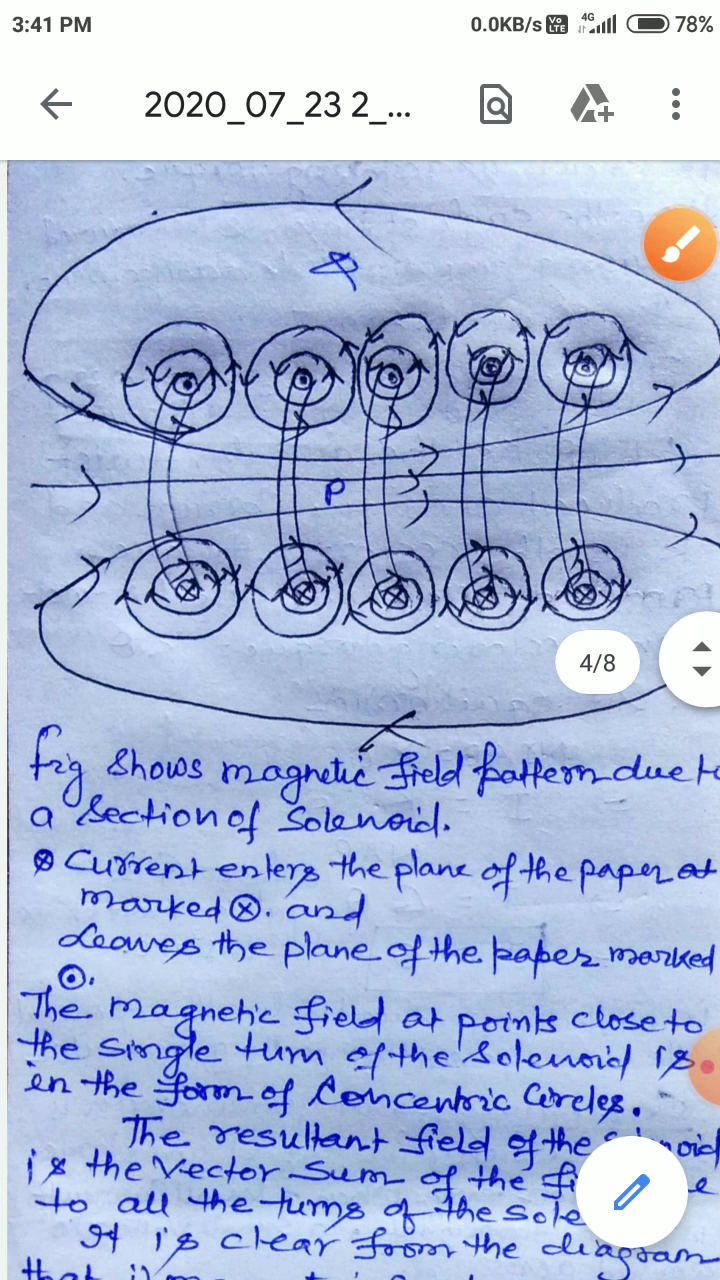 3:41 PM
0.0KB/s Vo LTE 4G 78%
2020_07_23 2_...
P
4/8
fig shows magnetic field pattern due to
a Section of Solenoid.
⊗ Current enters the plane of the paper at
marked ⊗. and
Leaves the plane of the paper marked
⊙.
The magnetic field at points close to
the single turn of the Solenoid is
in the form of Concentric Circles.
The resultant field of the
is the Vector Sum of the
to all the turns of the
It is clear from the diagram
that